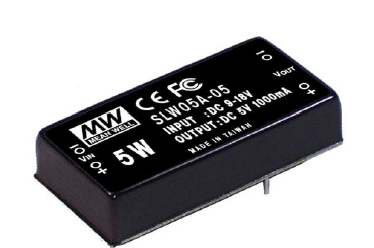 CE FC
MW
MEAN WELL
SLW05A-05
INPUT :DC 9-18V
OUTPUT:DC 5V 1000mA
5W
MADE IN TAIWAN
VIN
VOUT